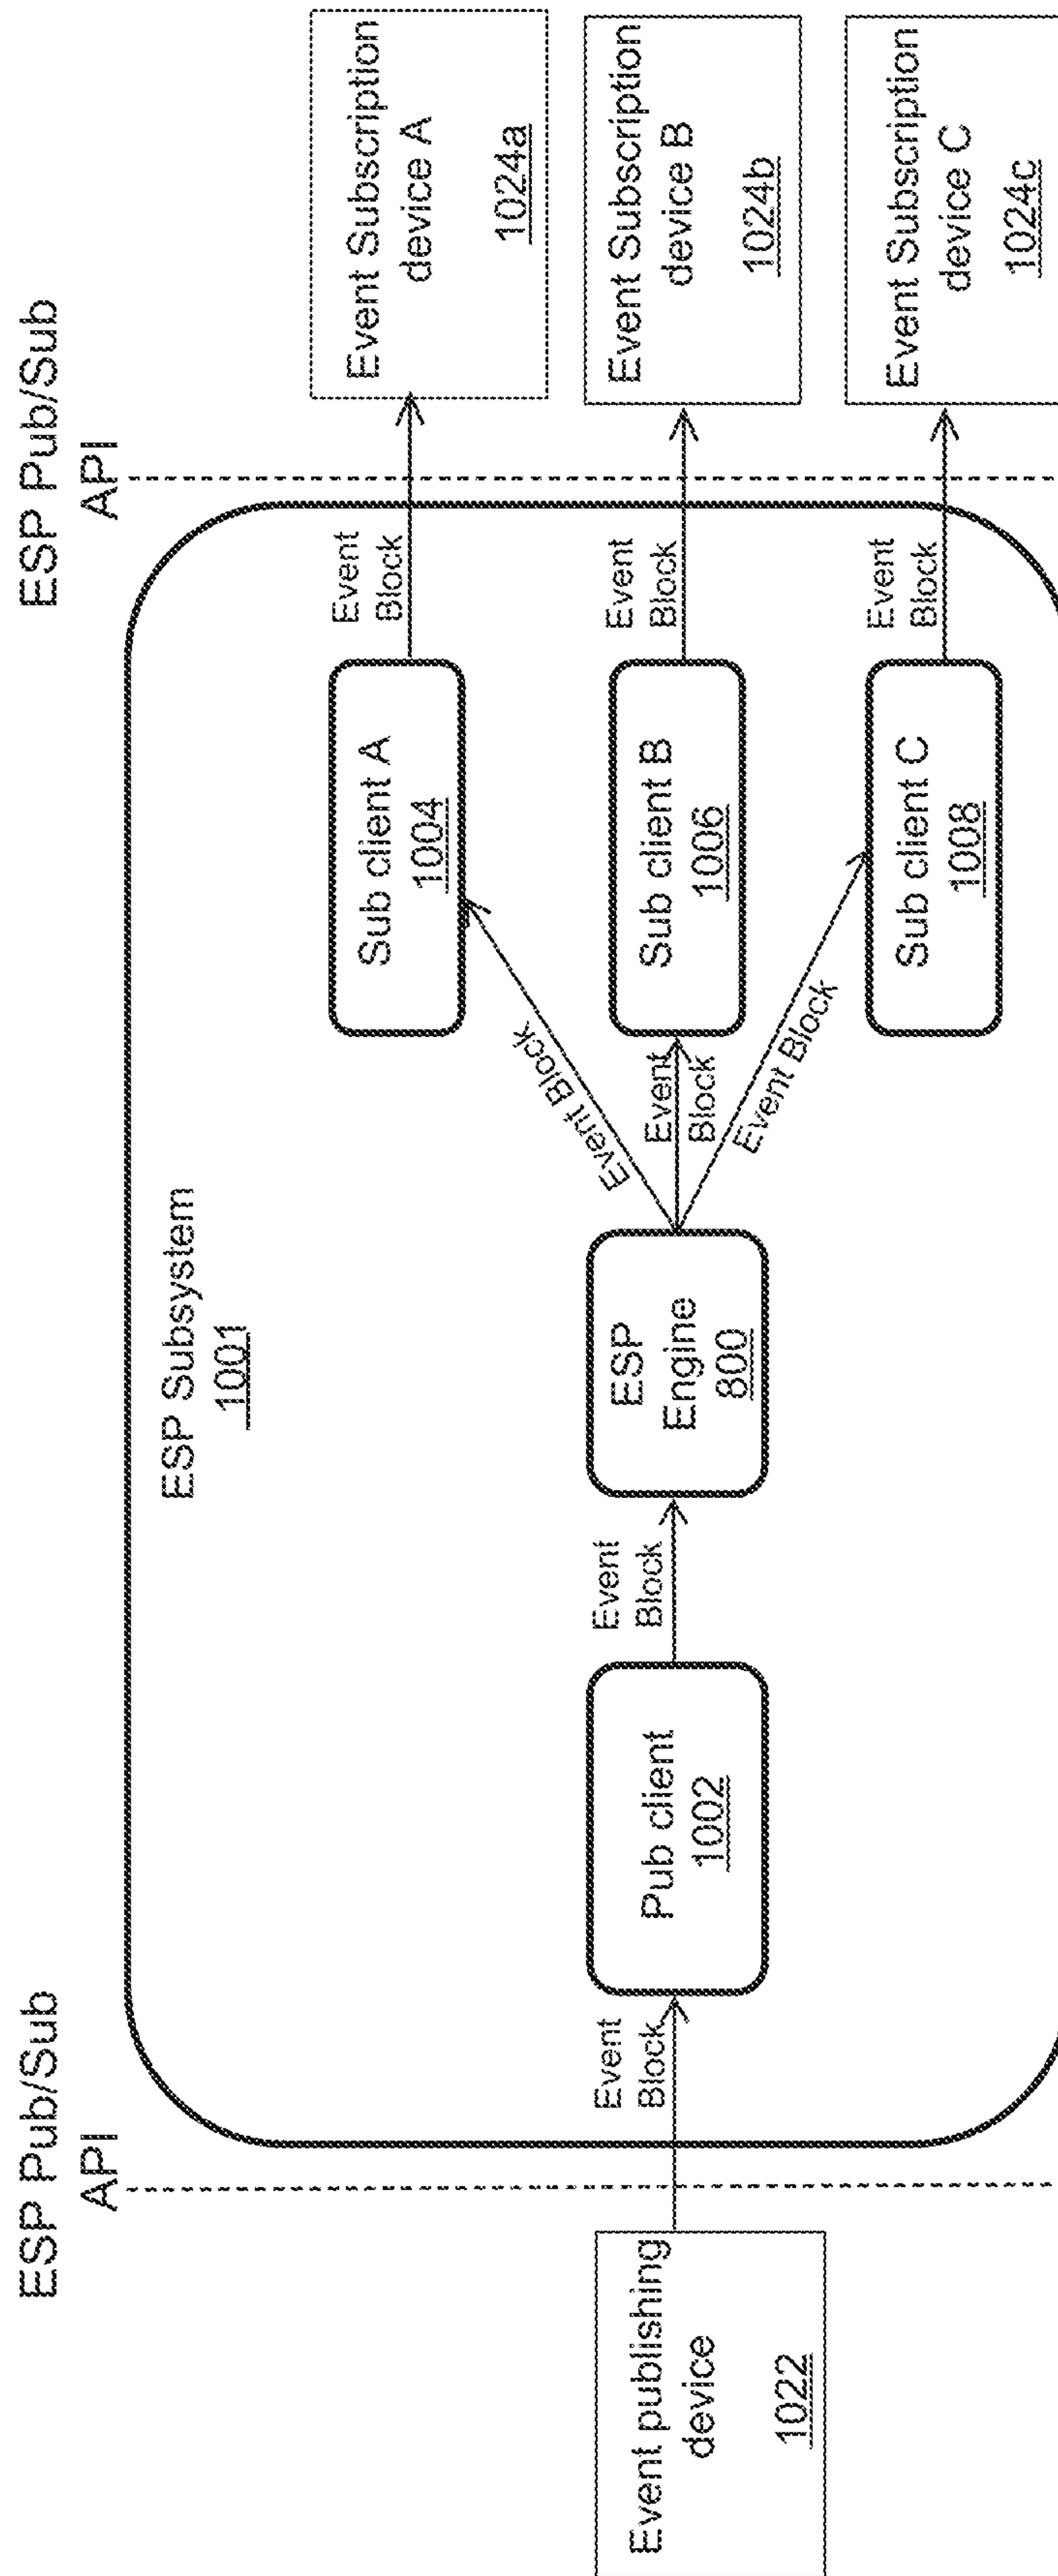 ESP Pub/Sub
API
ESP Pub/Sub
API
ESP Subsystem
1001
Event publishing
device
1022
Event
Block
Pub client
1002
Event
Block
ESP
Engine
800
Event Block
Event
Block
Event Block
Sub client A
1004
Sub client B
1006
Sub client C
1008
Event
Block
Event
Block
Event
Block
Event Subscription
device A
1024a
Event Subscription
device B
1024b
Event Subscription
device C
1024c